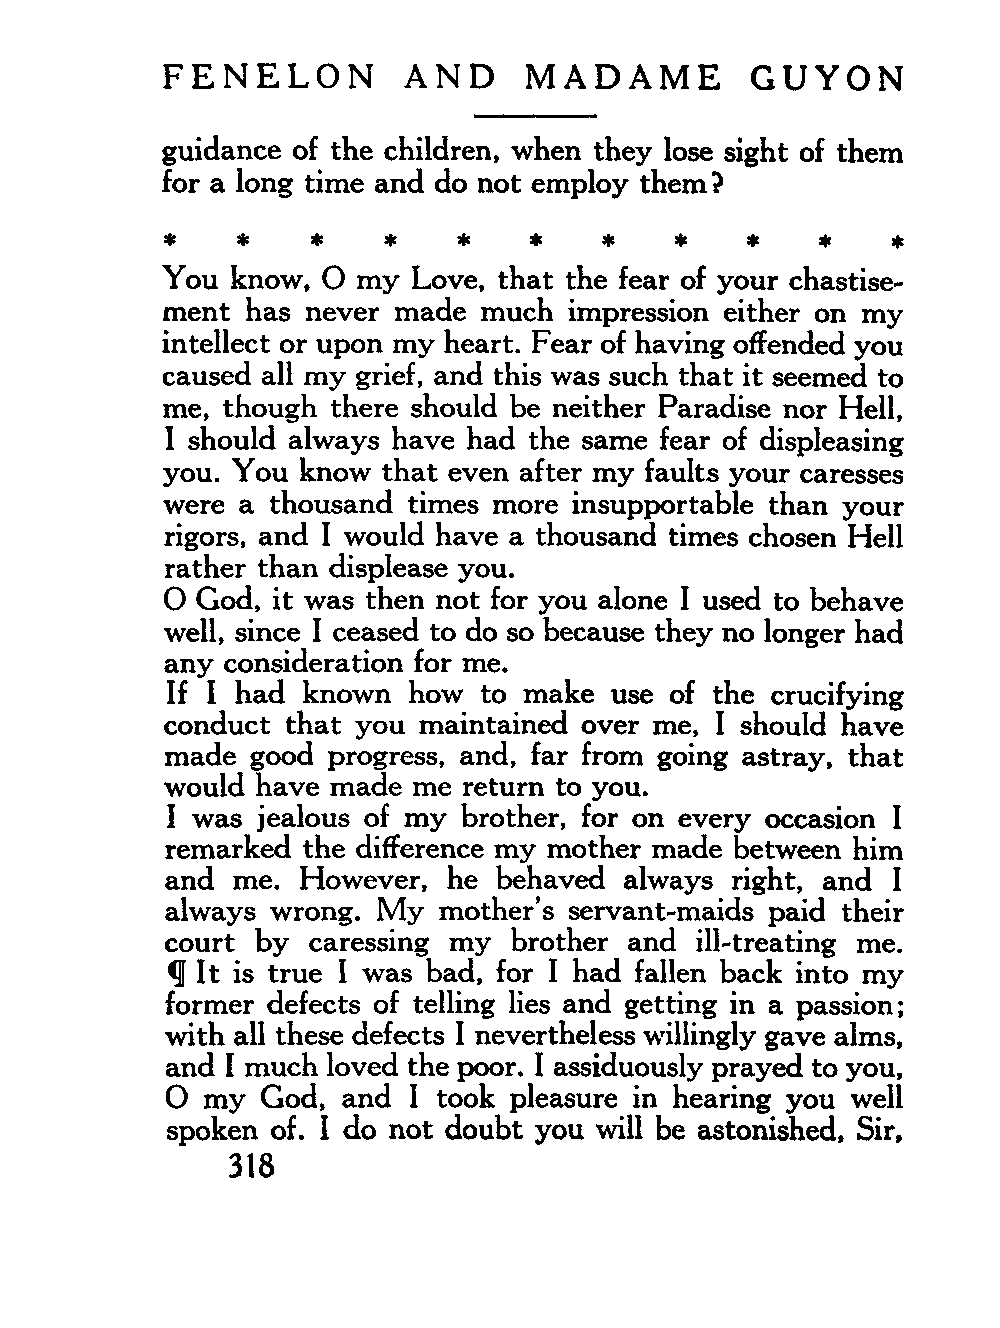 FENELON AND MADAME GUYON
guidance of the children, when they lose sight of them
for a long time and do not employ them?
* * * * * * * * * * *
You know, O my Love, that the fear of your chastise-
ment has never made much impression either on my
intellect or upon my heart. Fear of having offended you
caused all my grief, and this was such that it seemed to
me, though there should be neither Paradise nor Hell,
I should always have had the same fear of displeasing
you. You know that even after my faults your caresses
were a thousand times more insupportable than your
rigors, and I would have a thousand times chosen Hell
rather than displease you.
O God, it was then not for you alone I used to behave
well, since I ceased to do so because they no longer had
any consideration for me.
If I had known how to make use of the crucifying
conduct that you maintained over me, I should have
made good progress, and, far from going astray, that
would have made me return to you.
I was jealous of my brother, for on every occasion I
remarked the difference my mother made between him
and me. However, he behaved always right, and I
always wrong. My mother's servant-maids paid their
court by caressing my brother and ill-treating me.
¶ It is true I was bad, for I had fallen back into my
former defects of telling lies and getting in a passion;
with all these defects I nevertheless willingly gave alms,
and I much loved the poor. I assiduously prayed to you,
O my God, and I took pleasure in hearing you well
spoken of. I do not doubt you will be astonished, Sir,
318